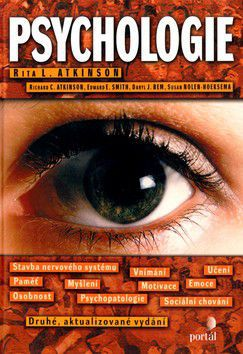 PSYCHOLOGIE
RITA L. ATKINSON
RICHARD C. ATKINSON, EDWARD E. SMITH, DARYL J. BEM, SUSAN NOLEN-HOEKSEMA
Stavba nervového systému
Vnímání
Učení
Paměť
Myšlení
Motivace
Emoce
Osobnost
Psychopatologie
Sociální chování
Druhé, aktualizované vydání
portál